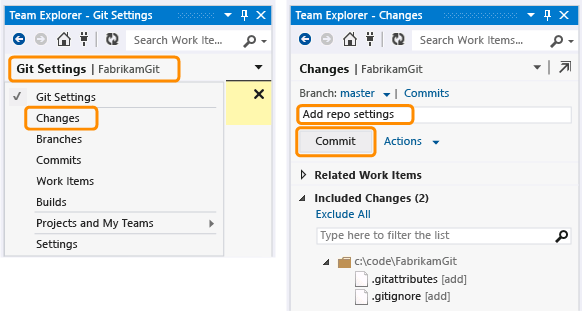 Team Explorer - Git Settings
Search Work Item...
Git Settings | FabrikamGit
Git Settings
Changes
Branches
Commits
Work Items
Builds
Projects and My Teams
Settings
Team Explorer - Changes
Search Work Items...
Changes | FabrikamGit
Branch: master | Commits
Add repo settings
Commit Actions
Related Work Items
Included Changes (2)
Exclude All
Type here to filter the list
c:\code\FabrikamGit
.gitattributes [add]
.gitignore [add]